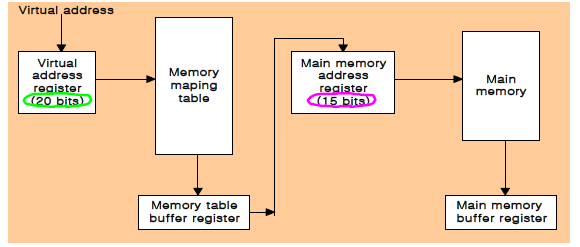 Virtual address
Virtual
address
register
(20 bits)
Memory
maping
table
Memory table
buffer register
Main memory
address
register
(15 bits)
Main
memory
Main memory
buffer register